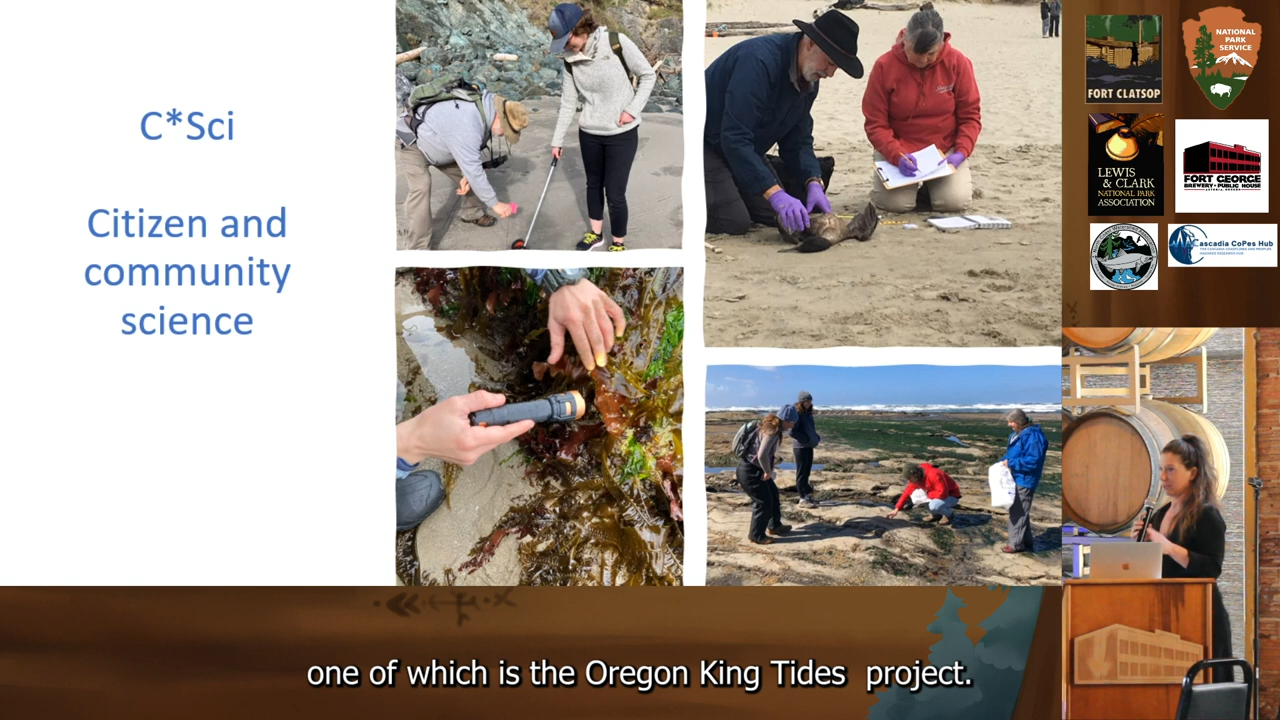 C*Sci
Citizen and
community
science
FORT CLATSOP
NATIONAL
PARK
SERVICE
LEWIS
& CLARK
NATIONAL PARK
ASSOCIATION
FORT GEORGE
BREWERY + PUBLIC HOUSE
Cascadia CoPes Hub
one of which is the Oregon King Tides project.